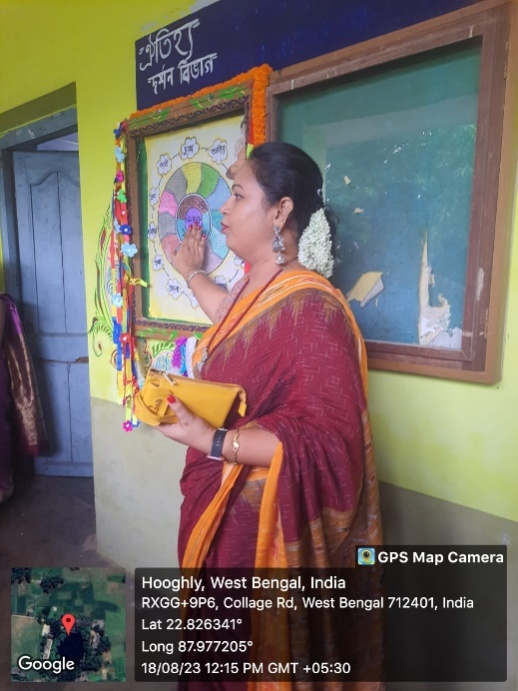 ঐতিহ্য
দর্শন বিভাগ
GPS Map Camera
Hooghly, West Bengal, India
RXGG+9P6, Collage Rd, West Bengal 712401, India
Lat 22.826341°
Long 87.977205°
18/08/23 12:15 PM GMT +05:30
Google